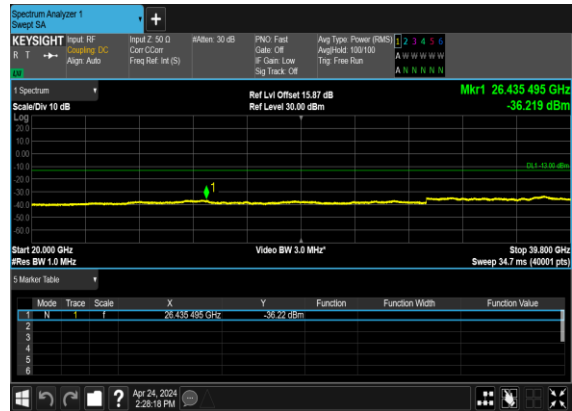 Spectrum Analyzer 1
Swept SA
KEYSIGHT Input: RF Input Z: 50 Ω #Atten: 30 dB PNO: Fast Avg Type: Power (RMS) 1 2 3 4 5 6
R T Coupling: DC Corr CCorr Gate: Off Avg|Hold: 100/100 A W W W W W
Align: Auto Freq Ref: Int (S) IF Gain: Low Trig: Free Run
Sig Track: Off A N N N N N
1 Spectrum Ref Lvl Offset 15.87 dB Mkr1 26.435 495 GHz
Scale/Div 10 dB Ref Level 30.00 dBm -36.219 dBm
Log
20.0
10.0
0.00
-10.0 DL1 -13.00 dBm
-20.0
-30.0 1
-40.0
-50.0
-60.0
Start 20.000 GHz Video BW 3.0 MHz* Stop 39.800 GHz
#Res BW 1.0 MHz Sweep 34.7 ms (40001 pts)
5 Marker Table
Mode Trace Scale X Y Function Function Width Function Value
1 N 1 f 26.435 495 GHz -36.22 dBm
2
3
4
5
6
? Apr 24, 2024
2:28:18 PM